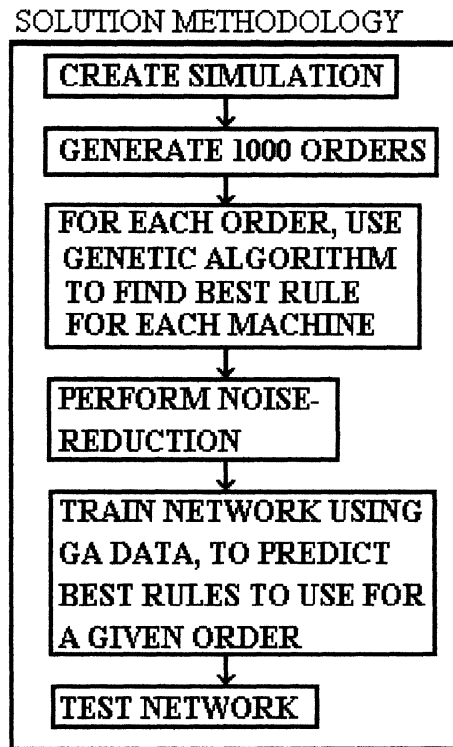 SOLUTION METHODOLOGY
CREATE SIMULATION
GENERATE 1000 ORDERS
FOR EACH ORDER, USE
GENETIC ALGORITHM
TO FIND BEST RULE
FOR EACH MACHINE
PERFORM NOISE-
REDUCTION
TRAIN NETWORK USING
GA DATA, TO PREDICT
BEST RULES TO USE FOR
A GIVEN ORDER
TEST NETWORK